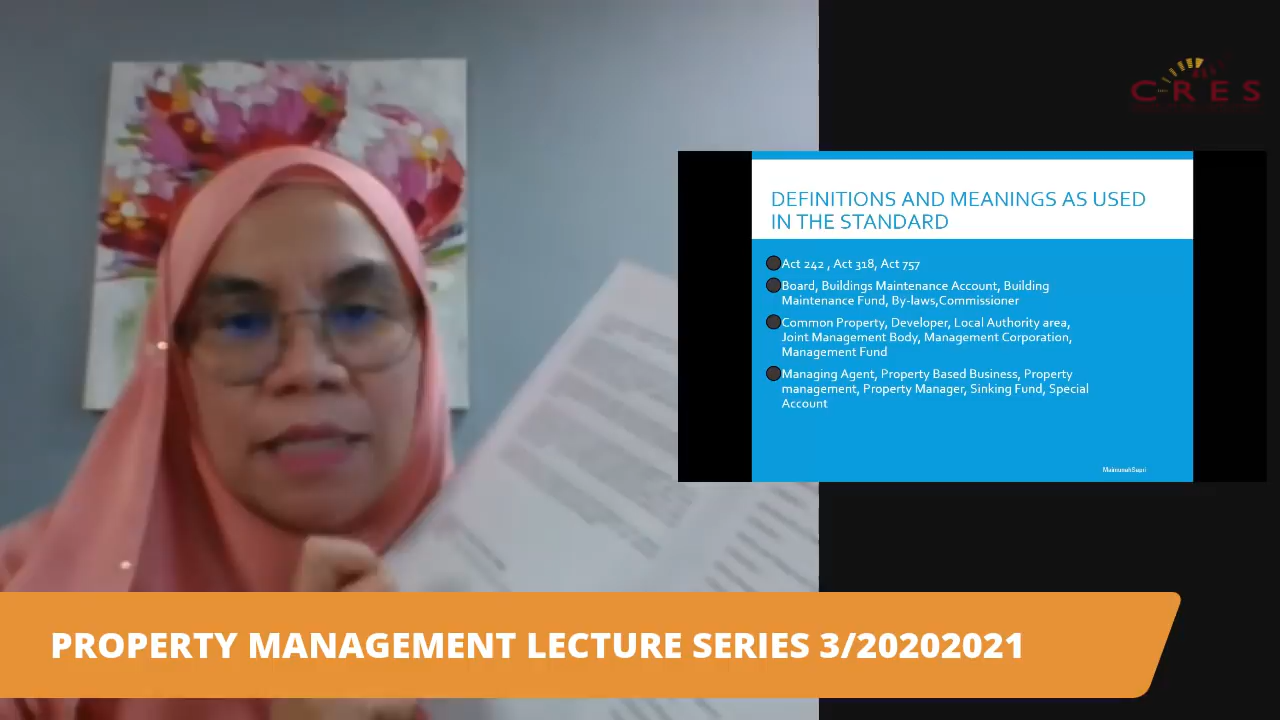 CRES
DEFINITIONS AND MEANINGS AS USED
IN THE STANDARD
Act 242 , Act 318, Act 757
Board, Buildings Maintenance Account, Building
Maintenance Fund, By-laws,Commissioner
Common Property, Developer, Local Authority area,
Joint Management Body, Management Corporation,
Management Fund
Managing Agent, Property Based Business, Property
management, Property Manager, Sinking Fund, Special
Account
MaimunahSapri
PROPERTY MANAGEMENT LECTURE SERIES 3/20202021